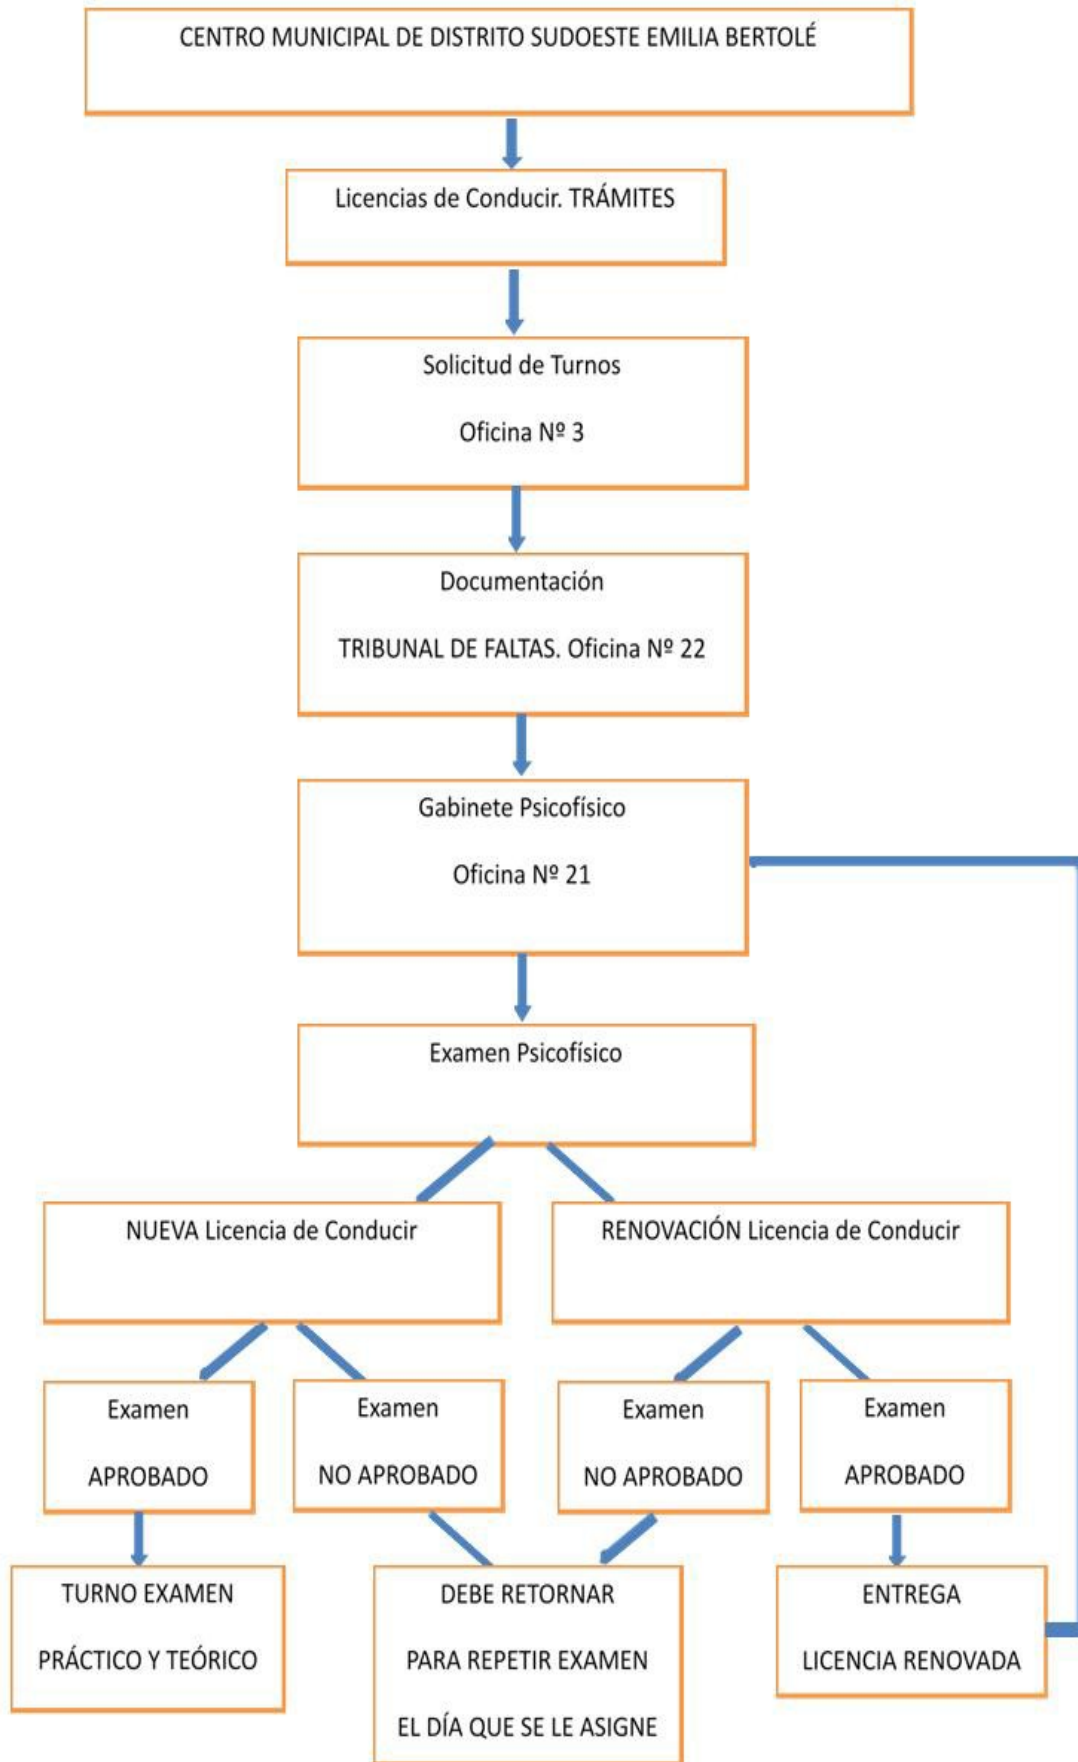 CENTRO MUNICIPAL DE DISTRITO SUDOESTE EMILIA BERTOLÉ
Licencias de Conducir. TRÁMITES
Solicitud de Turnos
Oficina Nº 3
Documentación
TRIBUNAL DE FALTAS. Oficina Nº 22
Gabinete Psicofísico
Oficina Nº 21
Examen Psicofísico
NUEVA Licencia de Conducir
RENOVACIÓN Licencia de Conducir
Examen
APROBADO
Examen
NO APROBADO
Examen
NO APROBADO
Examen
APROBADO
TURNO EXAMEN
PRÁCTICO Y TEÓRICO
DEBE RETORNAR
PARA REPETIR EXAMEN
EL DÍA QUE SE LE ASIGNE
ENTREGA
LICENCIA RENOVADA